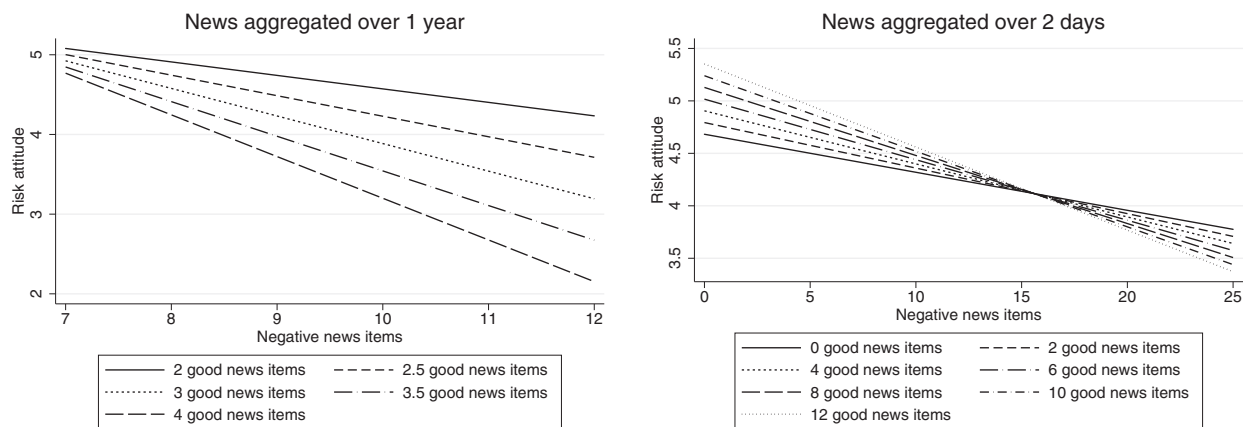 News aggregated over 1 year
Risk attitude
5
4
3
2
7 8 9 10 11 12
Negative news items
2 good news items 2.5 good news items
3 good news items 3.5 good news items
4 good news items
News aggregated over 2 days
Risk attitude
5.5
5
4.5
4
3.5
0 5 10 15 20 25
Negative news items
0 good news items 2 good news items
4 good news items 6 good news items
8 good news items 10 good news items
12 good news items